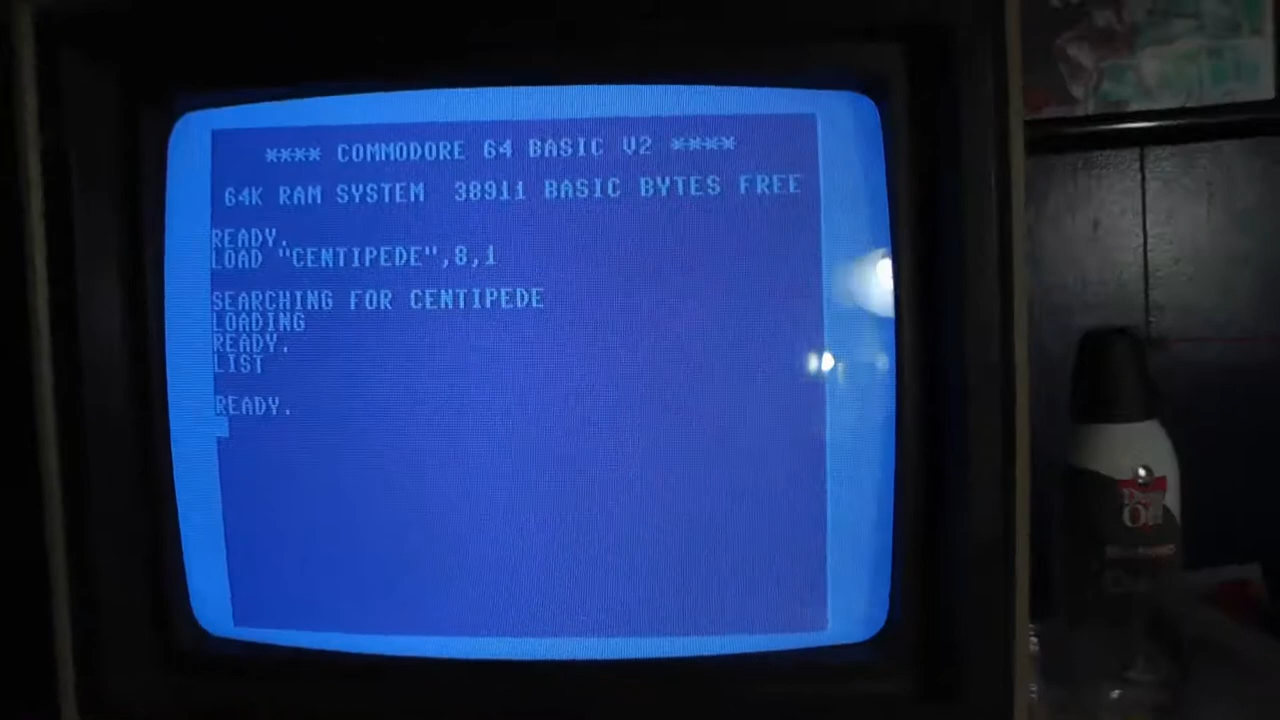 **** COMMODORE 64 BASIC V2 ****
64K RAM SYSTEM  38911 BASIC BYTES FREE
READY.
LOAD "CENTIPEDE",8,1
SEARCHING FOR CENTIPEDE
LOADING
READY.
LIST
READY.